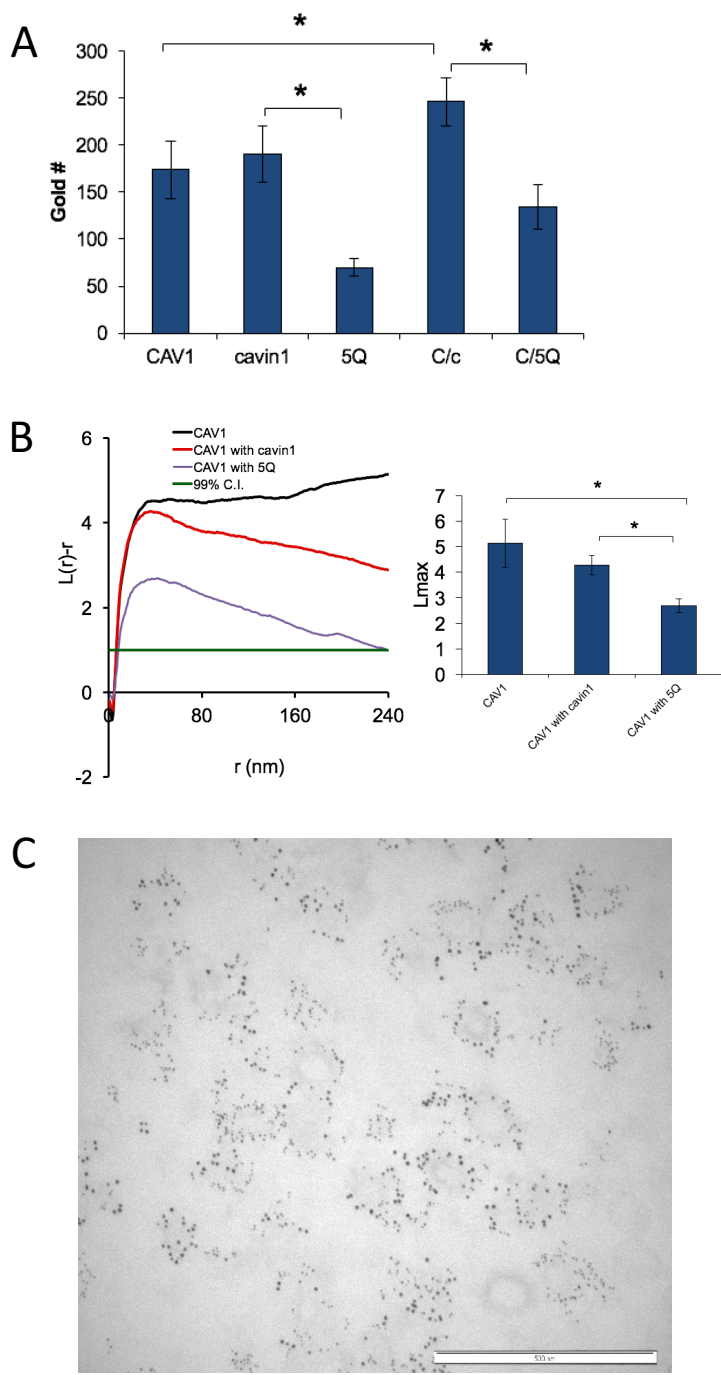 A
*
*
*
300
250
200
150
100
50
0
Gold #
CAV1 cavin1 5Q C/c C/5Q
B
CAV1
CAV1 with cavin1
CAV1 with 5Q
99% C.I.
6
4
2
0
-2
L(r)-r
0 80 160 240
r (nm)
*
*
7
6
5
4
3
2
1
0
Lmax
CAV1
CAV1 with cavin1
CAV1 with 5Q
C
500 nm